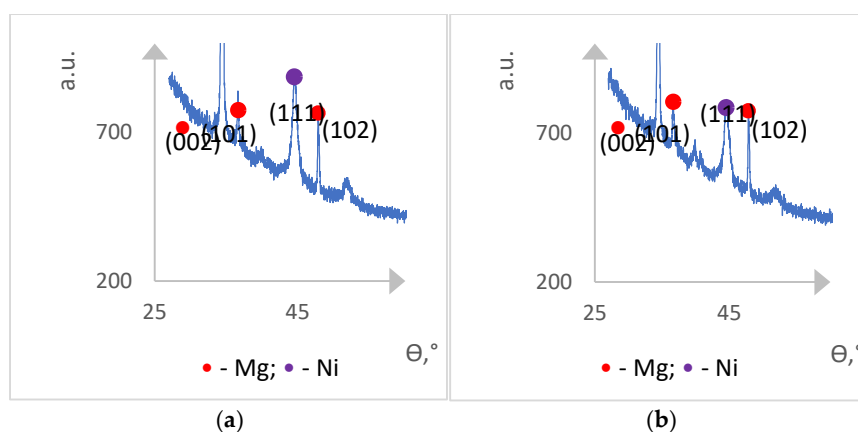 a.u.
700
(002)
(101)
(111)
(102)
200
25
45
Ɵ,°
- Mg; - Ni
(a)
a.u.
700
(002)
(101)
(111)
(102)
200
25
45
Ɵ,°
- Mg; - Ni
(b)